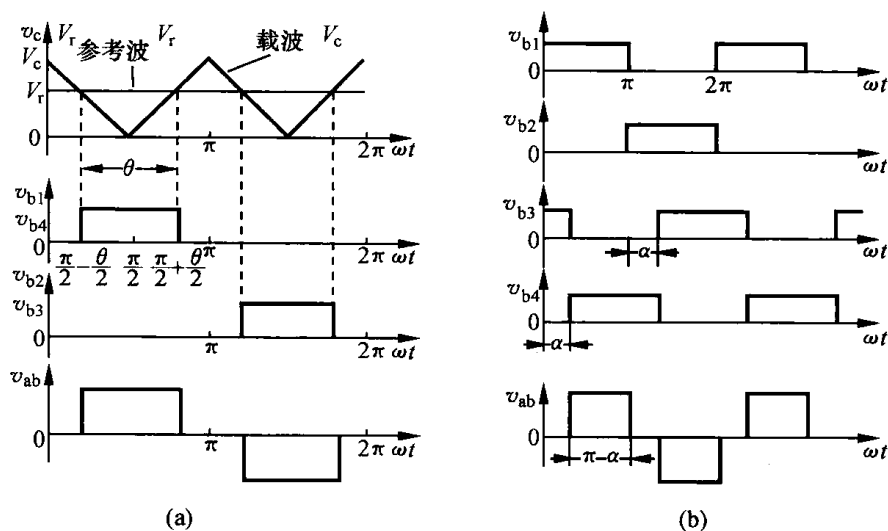 v_c V_r V_r V_c
参考波 载波
V_c
V_r
0 π 2π ωt
θ
v_b1
v_b4
0 π
π/2 - θ/2 π/2 π/2 + θ/2
v_b2
v_b3
0 π 2π ωt
v_ab
0 π 2π ωt
(a)
v_b1
0 π 2π ωt
v_b2
0 ωt
v_b3
0 α ωt
v_b4
0 ωt
α
v_ab
0 ωt
π-α
(b)